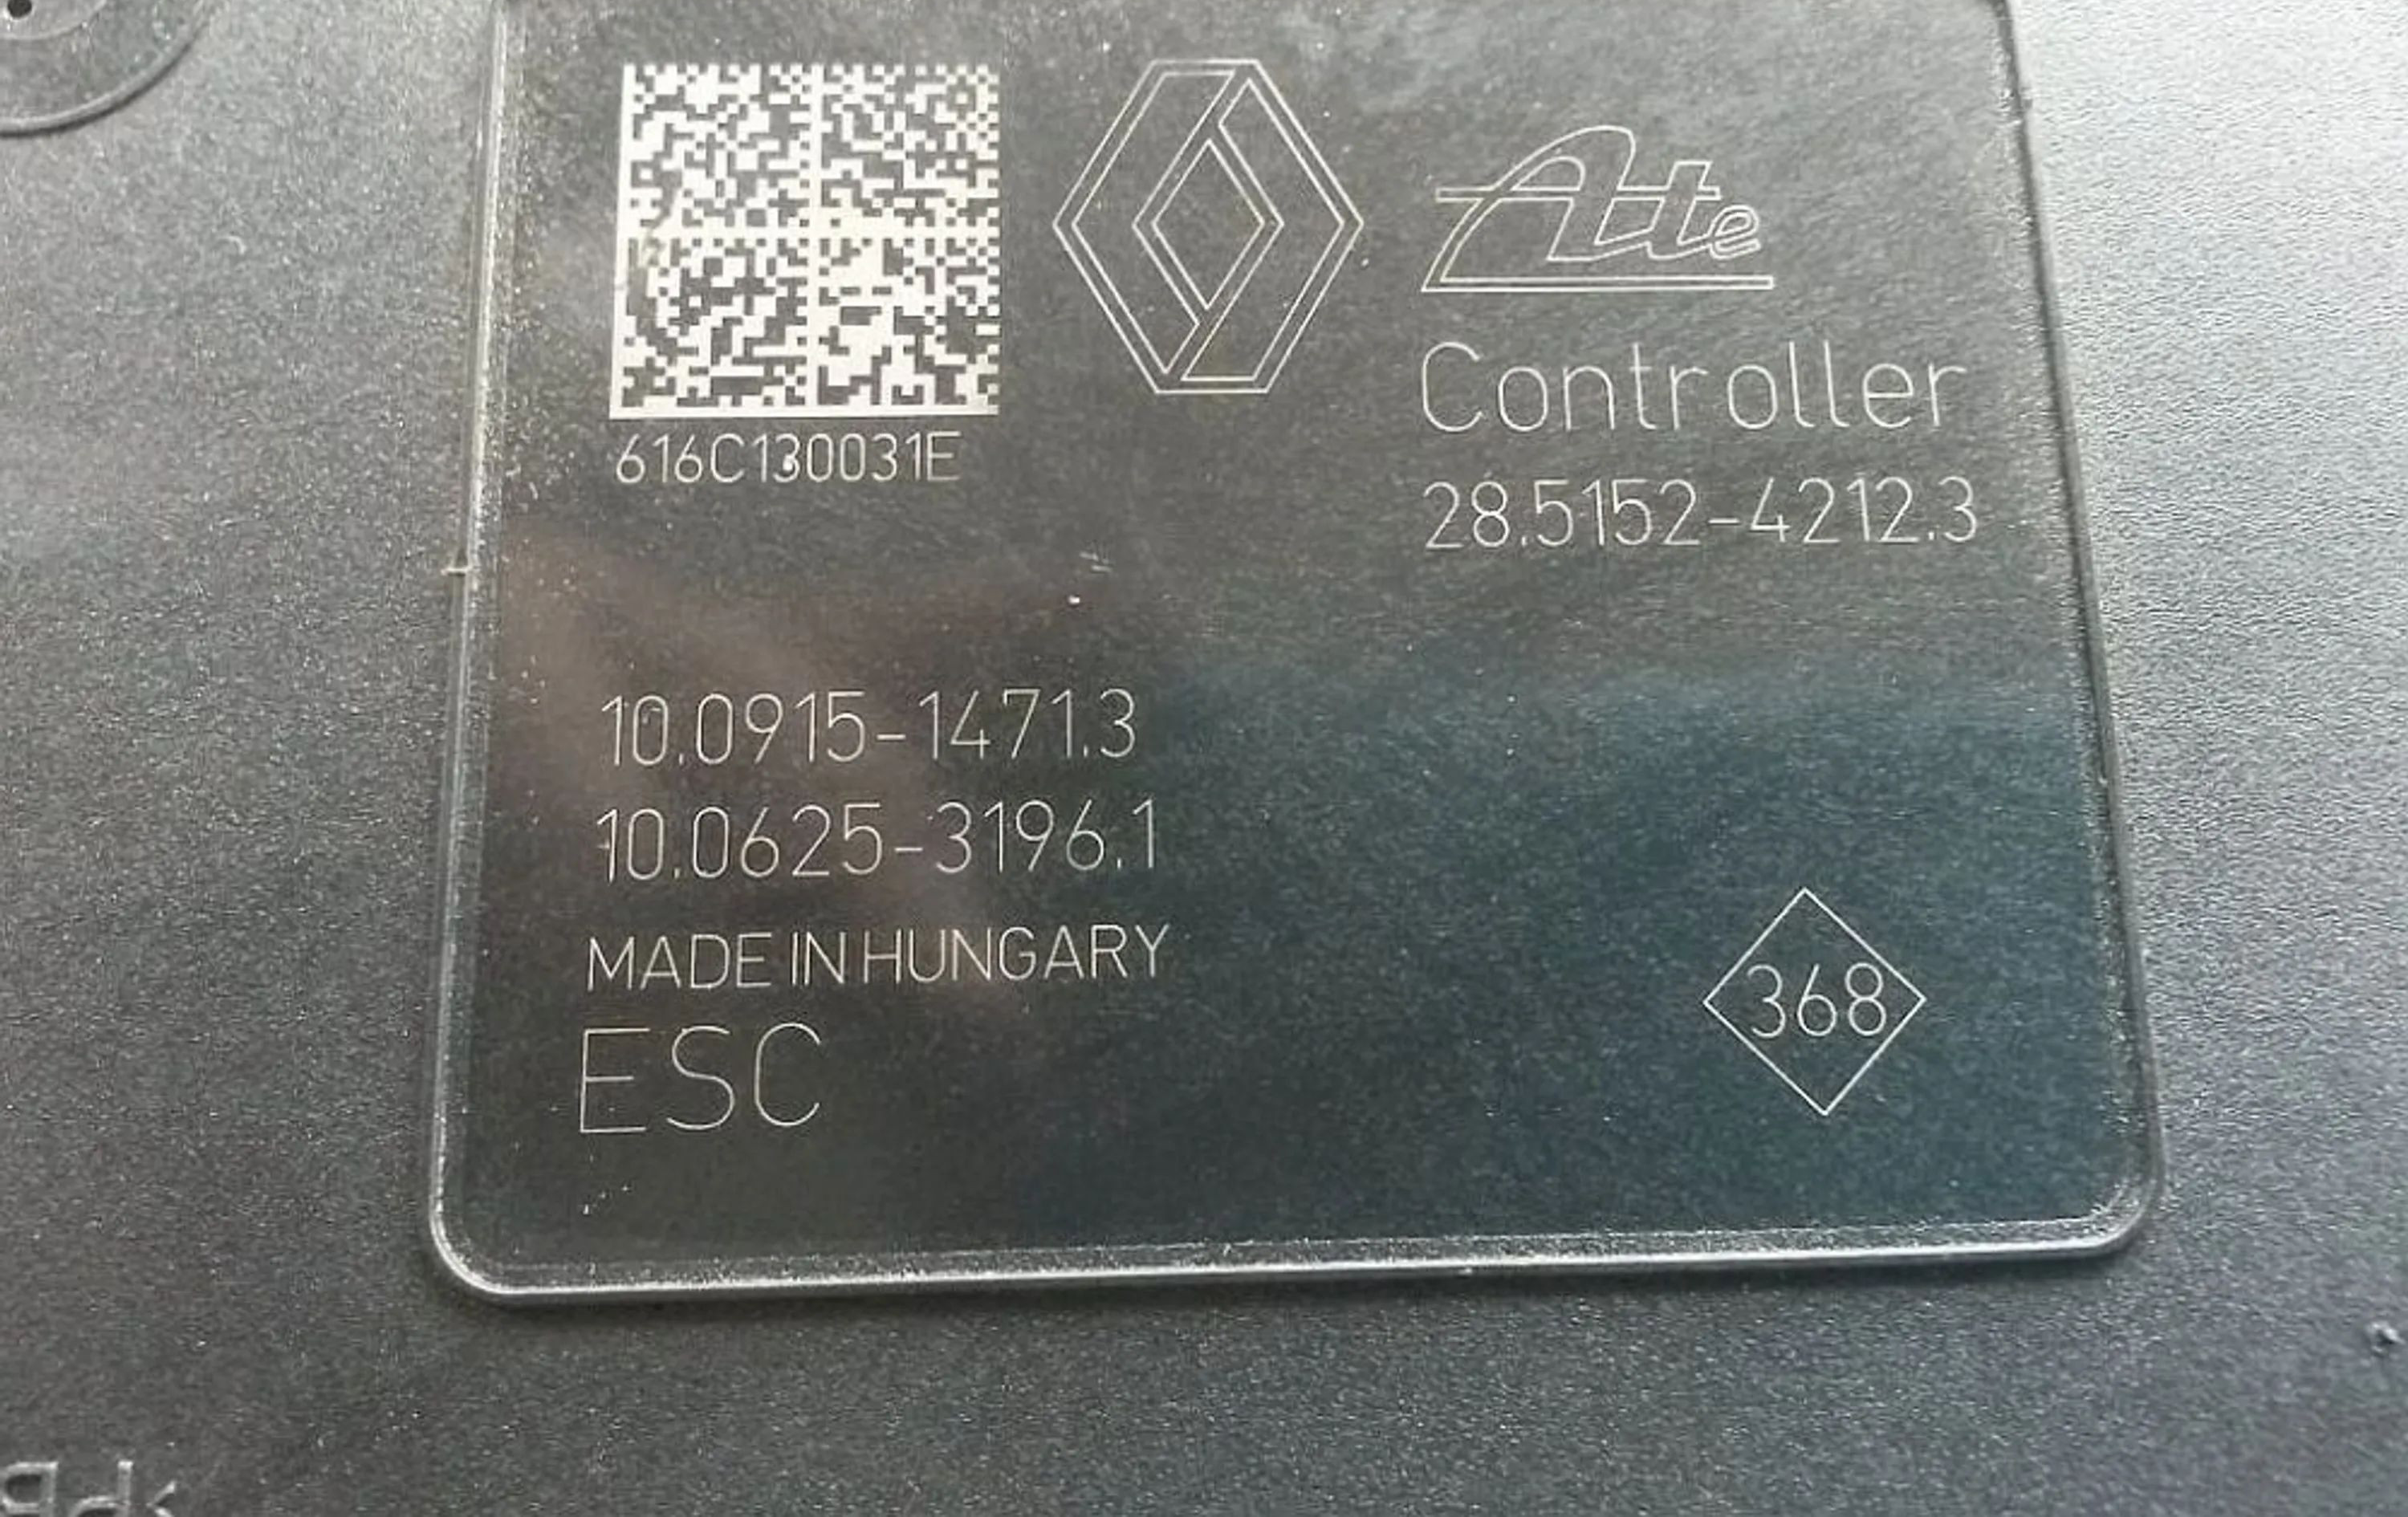 Ate
616C130031E
Controller
28.5152-4212.3
10.0915-1471.3
10.0625-3196.1
MADE IN HUNGARY
ESC
368